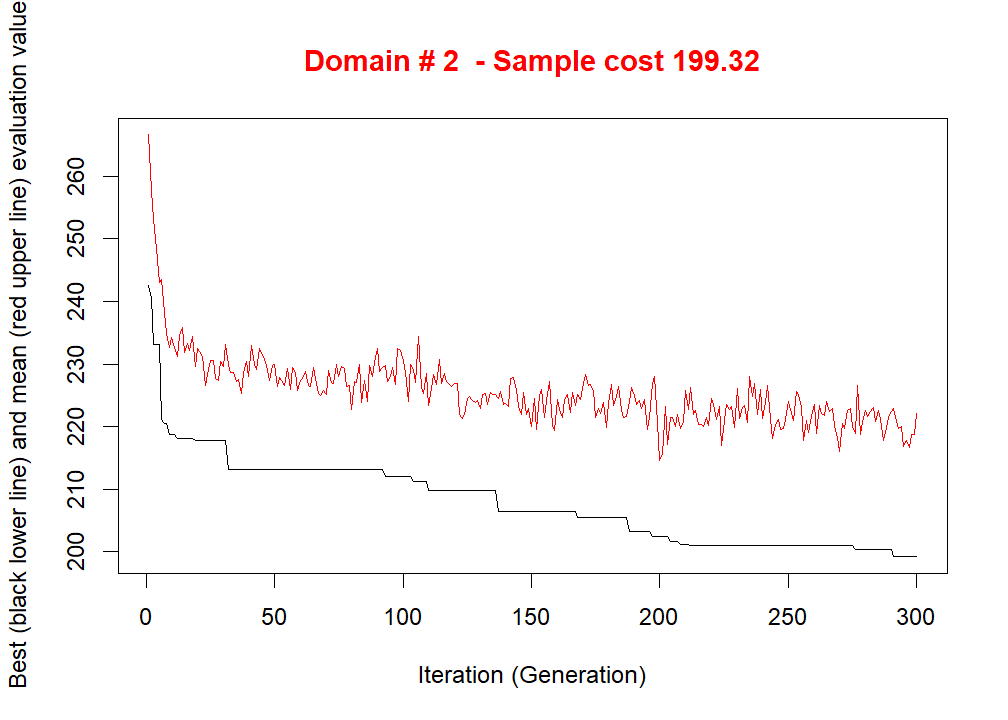 Domain # 2  - Sample cost 199.32
Best (black lower line) and mean (red upper line) evaluation value
260
250
240
230
220
210
200
0 50 100 150 200 250 300
Iteration (Generation)